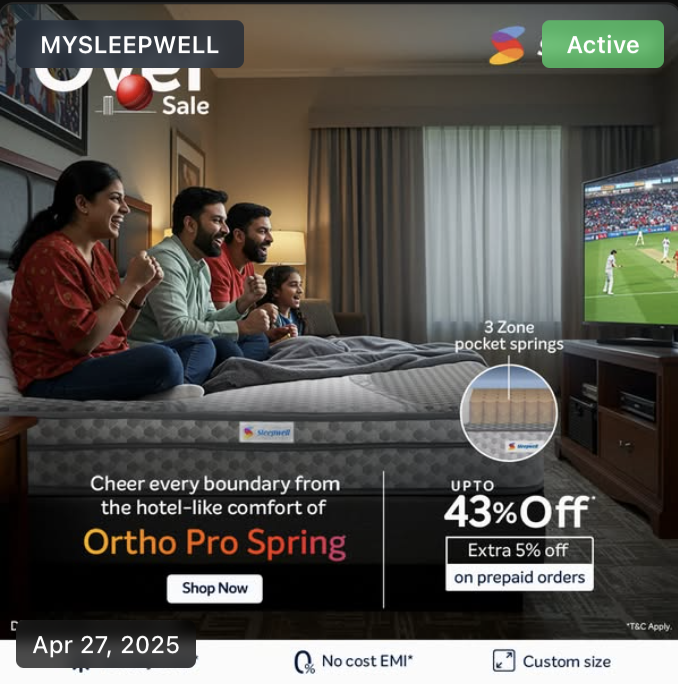 MYSLEEPWELL
Active
Over
Sale
3 Zone
pocket springs
Sleepwell
Sleepwell
Cheer every boundary from
the hotel-like comfort of
Ortho Pro Spring
Shop Now
UPTO
43%Off*
Extra 5% off
on prepaid orders
*T&C Apply.
Apr 27, 2025
No cost EMI*
Custom size